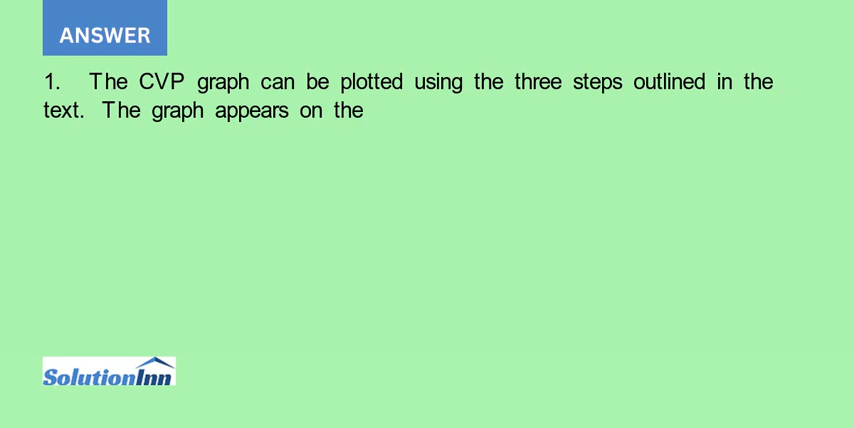 ANSWER
1. The CVP graph can be plotted using the three steps outlined in the
text. The graph appears on the
SolutionInn